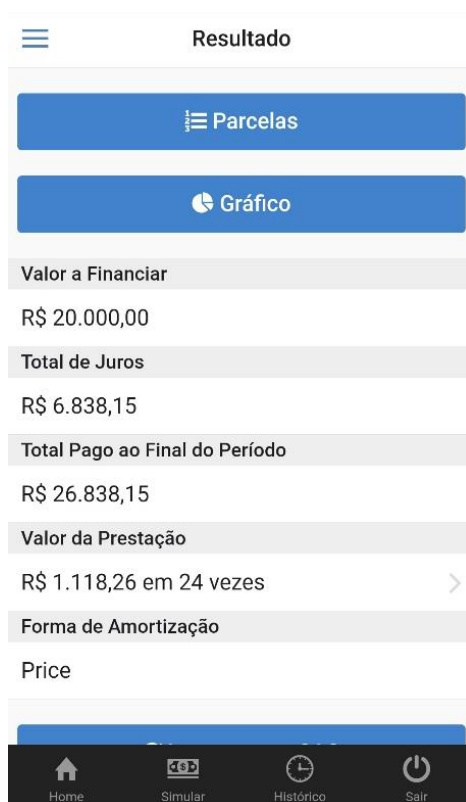 Resultado
Parcelas
Gráfico
Valor a Financiar
R$ 20.000,00
Total de Juros
R$ 6.838,15
Total Pago ao Final do Período
R$ 26.838,15
Valor da Prestação
R$ 1.118,26 em 24 vezes
Forma de Amortização
Price
Home Simular Histórico Sair